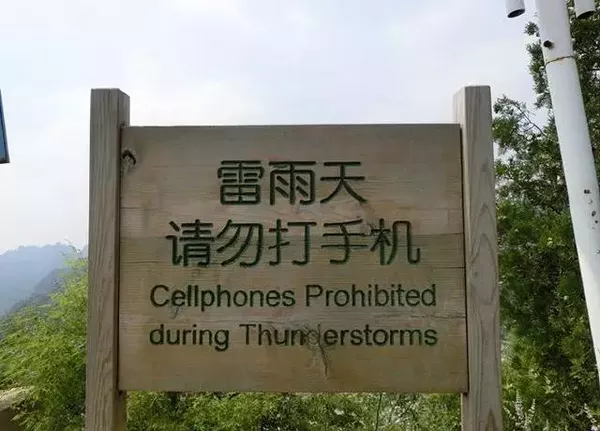 雷雨天
请勿打手机
Cellphones Prohibited
during Thunderstorms